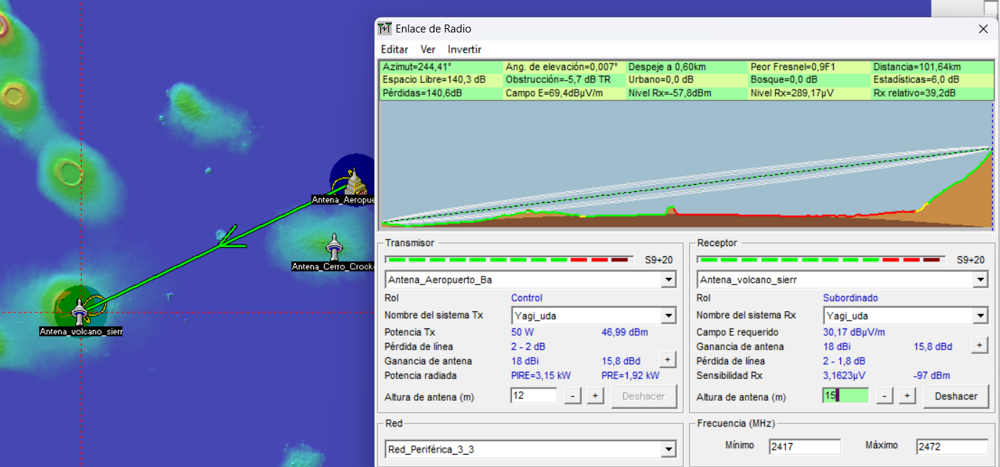 Enlace de Radio
Editar Ver Invertir
Azimut=244,41° Ang. de elevación=0,007° Despeje a 0,60km Peor Fresnel=0,9F1 Distancia=101,64km
Espacio Libre=140,3 dB Obstrucción=-5,7 dB TR Urbano=0,0 dB Bosque=0,0 dB Estadísticas=6,0 dB
Pérdidas=140,6dB Campo E=69,4dBµV/m Nivel Rx=-57,8dBm Nivel Rx=289,17µV Rx relativo=39,2dB
Antena_Aeropue
Antena_Cerro_Crock
Antena_volcano_sierr
Transmisor
S9+20
Antena_Aeropuerto_Ba
Rol Control
Nombre del sistema Tx Yagi_uda
Potencia Tx 50 W 46,99 dBm
Pérdida de línea 2 - 2 dB
Ganancia de antena 18 dBi 15,8 dBd +
Potencia radiada PIRE=3,15 kW PRE=1,92 kW
Altura de antena (m) 12 - + Deshacer
Receptor
S9+20
Antena_volcano_sierr
Rol Subordinado
Nombre del sistema Rx Yagi_uda
Campo E requerido 30,17 dBµV/m
Ganancia de antena 18 dBi 15,8 dBd +
Pérdida de línea 2 - 1,8 dB
Sensibilidad Rx 3,1623µV -97 dBm
Altura de antena (m) 15 - + Deshacer
Red
Red_Periférica_3_3
Frecuencia (MHz)
Mínimo 2417 Máximo 2472